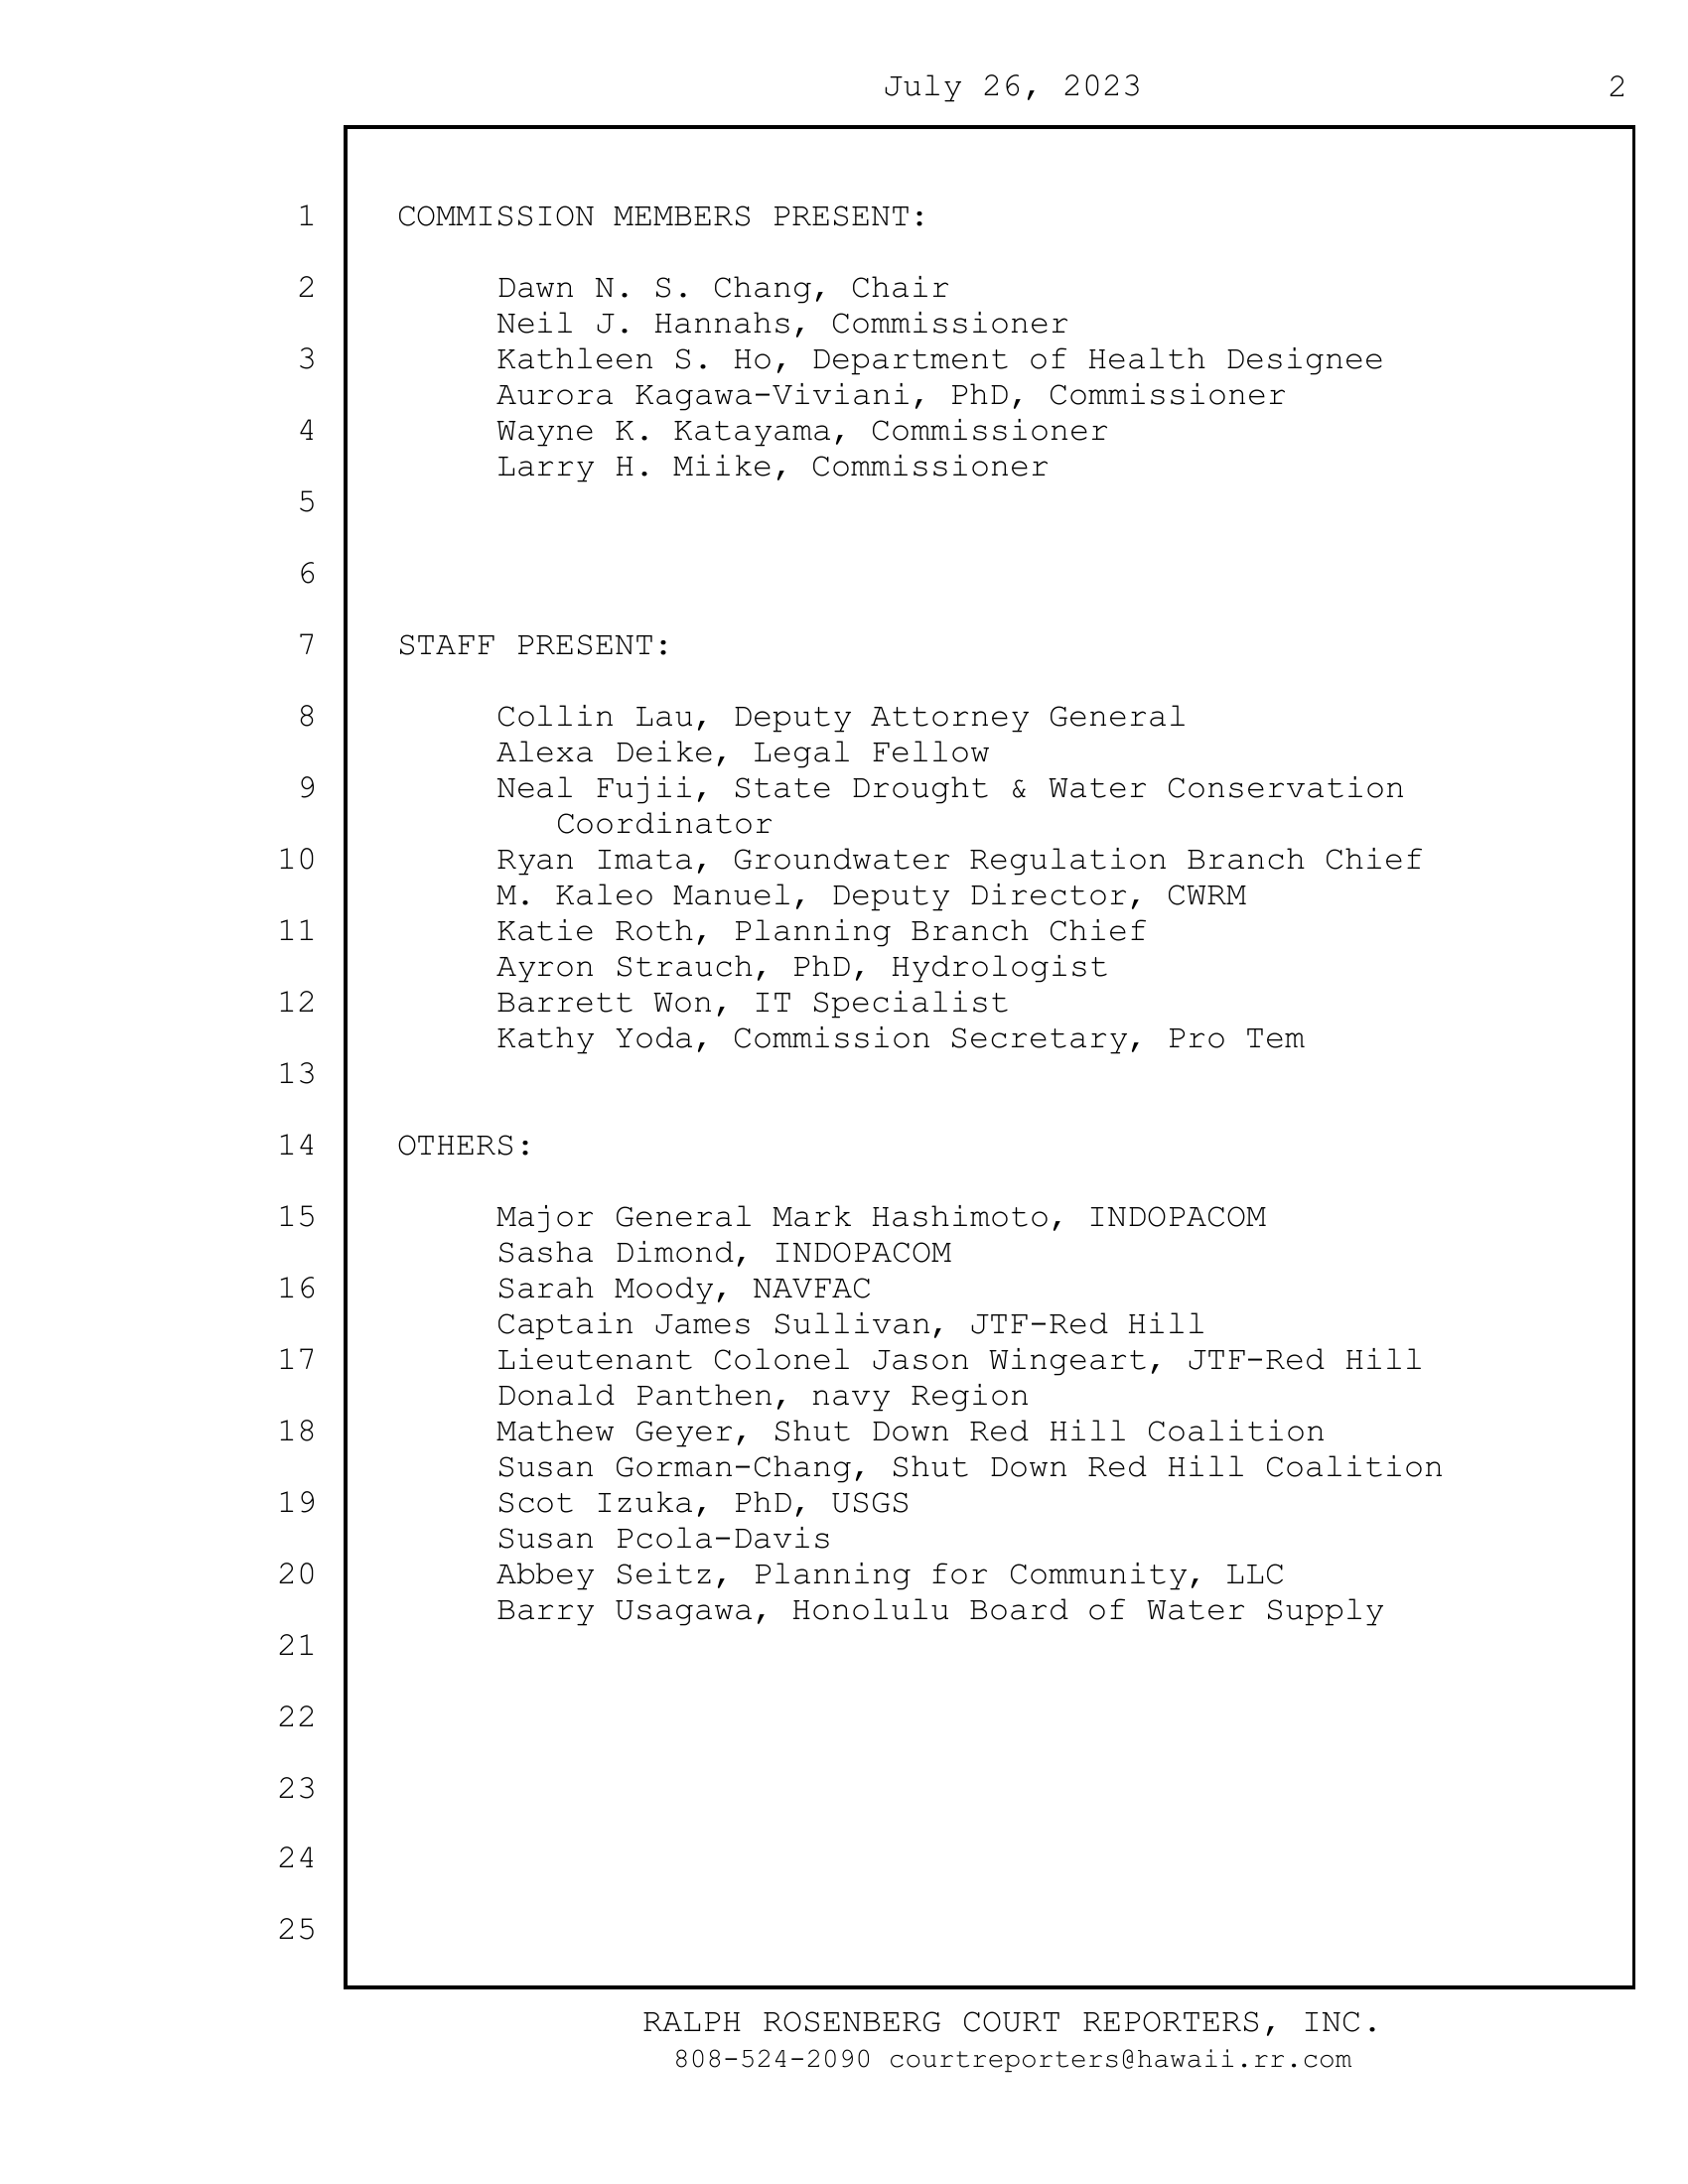 July 26, 2023 2
1 COMMISSION MEMBERS PRESENT:
2 Dawn N. S. Chang, Chair
Neil J. Hannahs, Commissioner
3 Kathleen S. Ho, Department of Health Designee
Aurora Kagawa-Viviani, PhD, Commissioner
4 Wayne K. Katayama, Commissioner
Larry H. Miike, Commissioner
5
6
7 STAFF PRESENT:
8 Collin Lau, Deputy Attorney General
Alexa Deike, Legal Fellow
9 Neal Fujii, State Drought & Water Conservation
Coordinator
10 Ryan Imata, Groundwater Regulation Branch Chief
M. Kaleo Manuel, Deputy Director, CWRM
11 Katie Roth, Planning Branch Chief
Ayron Strauch, PhD, Hydrologist
12 Barrett Won, IT Specialist
Kathy Yoda, Commission Secretary, Pro Tem
13
14 OTHERS:
15 Major General Mark Hashimoto, INDOPACOM
Sasha Dimond, INDOPACOM
16 Sarah Moody, NAVFAC
Captain James Sullivan, JTF-Red Hill
17 Lieutenant Colonel Jason Wingeart, JTF-Red Hill
Donald Panthen, navy Region
18 Mathew Geyer, Shut Down Red Hill Coalition
Susan Gorman-Chang, Shut Down Red Hill Coalition
19 Scot Izuka, PhD, USGS
Susan Pcola-Davis
20 Abbey Seitz, Planning for Community, LLC
Barry Usagawa, Honolulu Board of Water Supply
21
22
23
24
25
RALPH ROSENBERG COURT REPORTERS, INC.
808-524-2090 courtreporters@hawaii.rr.com